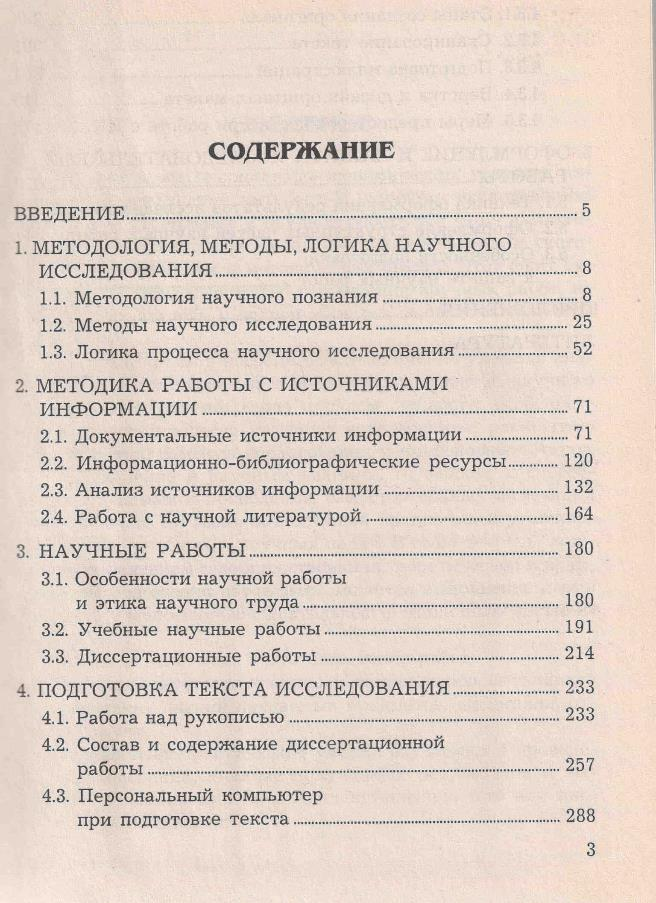 СОДЕРЖАНИЕ
ВВЕДЕНИЕ 5
1. МЕТОДОЛОГИЯ, МЕТОДЫ, ЛОГИКА НАУЧНОГО
ИССЛЕДОВАНИЯ 8
1.1. Методология научного познания 8
1.2. Методы научного исследования 25
1.3. Логика процесса научного исследования 52
2. МЕТОДИКА РАБОТЫ С ИСТОЧНИКАМИ
ИНФОРМАЦИИ 71
2.1. Документальные источники информации 71
2.2. Информационно-библиографические ресурсы 120
2.3. Анализ источников информации 132
2.4. Работа с научной литературой 164
3. НАУЧНЫЕ РАБОТЫ 180
3.1. Особенности научной работы
и этика научного труда 180
3.2. Учебные научные работы 191
3.3. Диссертационные работы 214
4. ПОДГОТОВКА ТЕКСТА ИССЛЕДОВАНИЯ 233
4.1. Работа над рукописью 233
4.2. Состав и содержание диссертационной
работы 257
4.3. Персональный компьютер
при подготовке текста 288
3